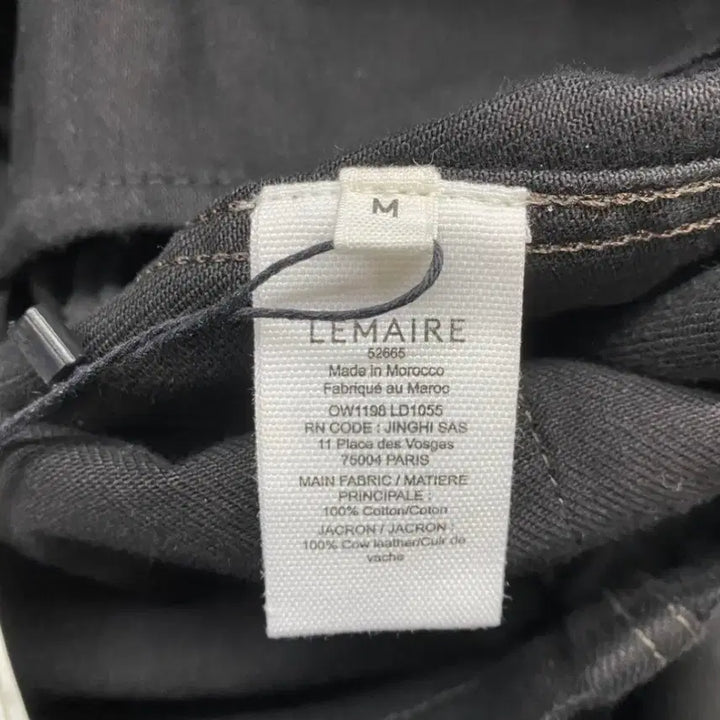 M
LEMAIRE
52665
Made in Morocco
Fabriqué au Maroc
OW1198 LD1055
RN CODE : JINGHI SAS
11 Place des Vosges
75004 PARIS
MAIN FABRIC / MATIERE
PRINCIPALE :
100% Cotton/Coton
JACRON / JACRON :
100% Cow leather/Cuir de
vache